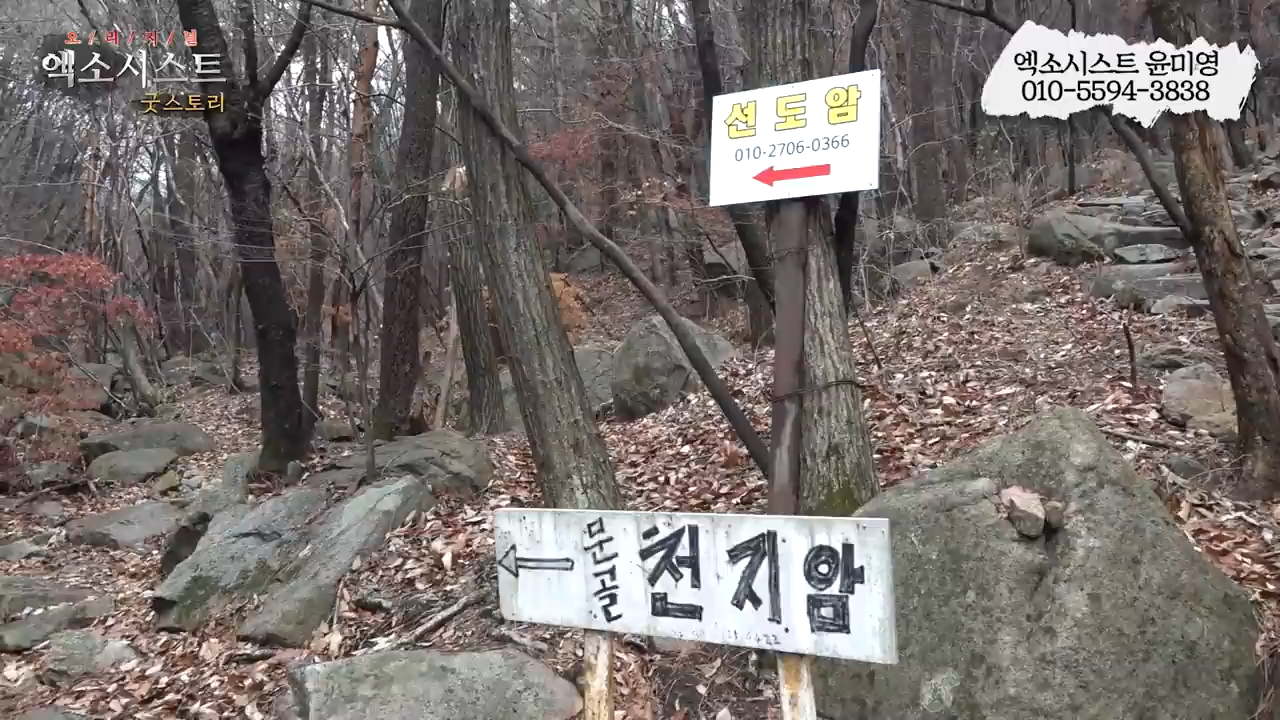 오/리/지/널
엑소시스트
굿스토리
엑소시스트 윤미영
010-5594-3838
선도암
010-2706-0366
문골 천지암